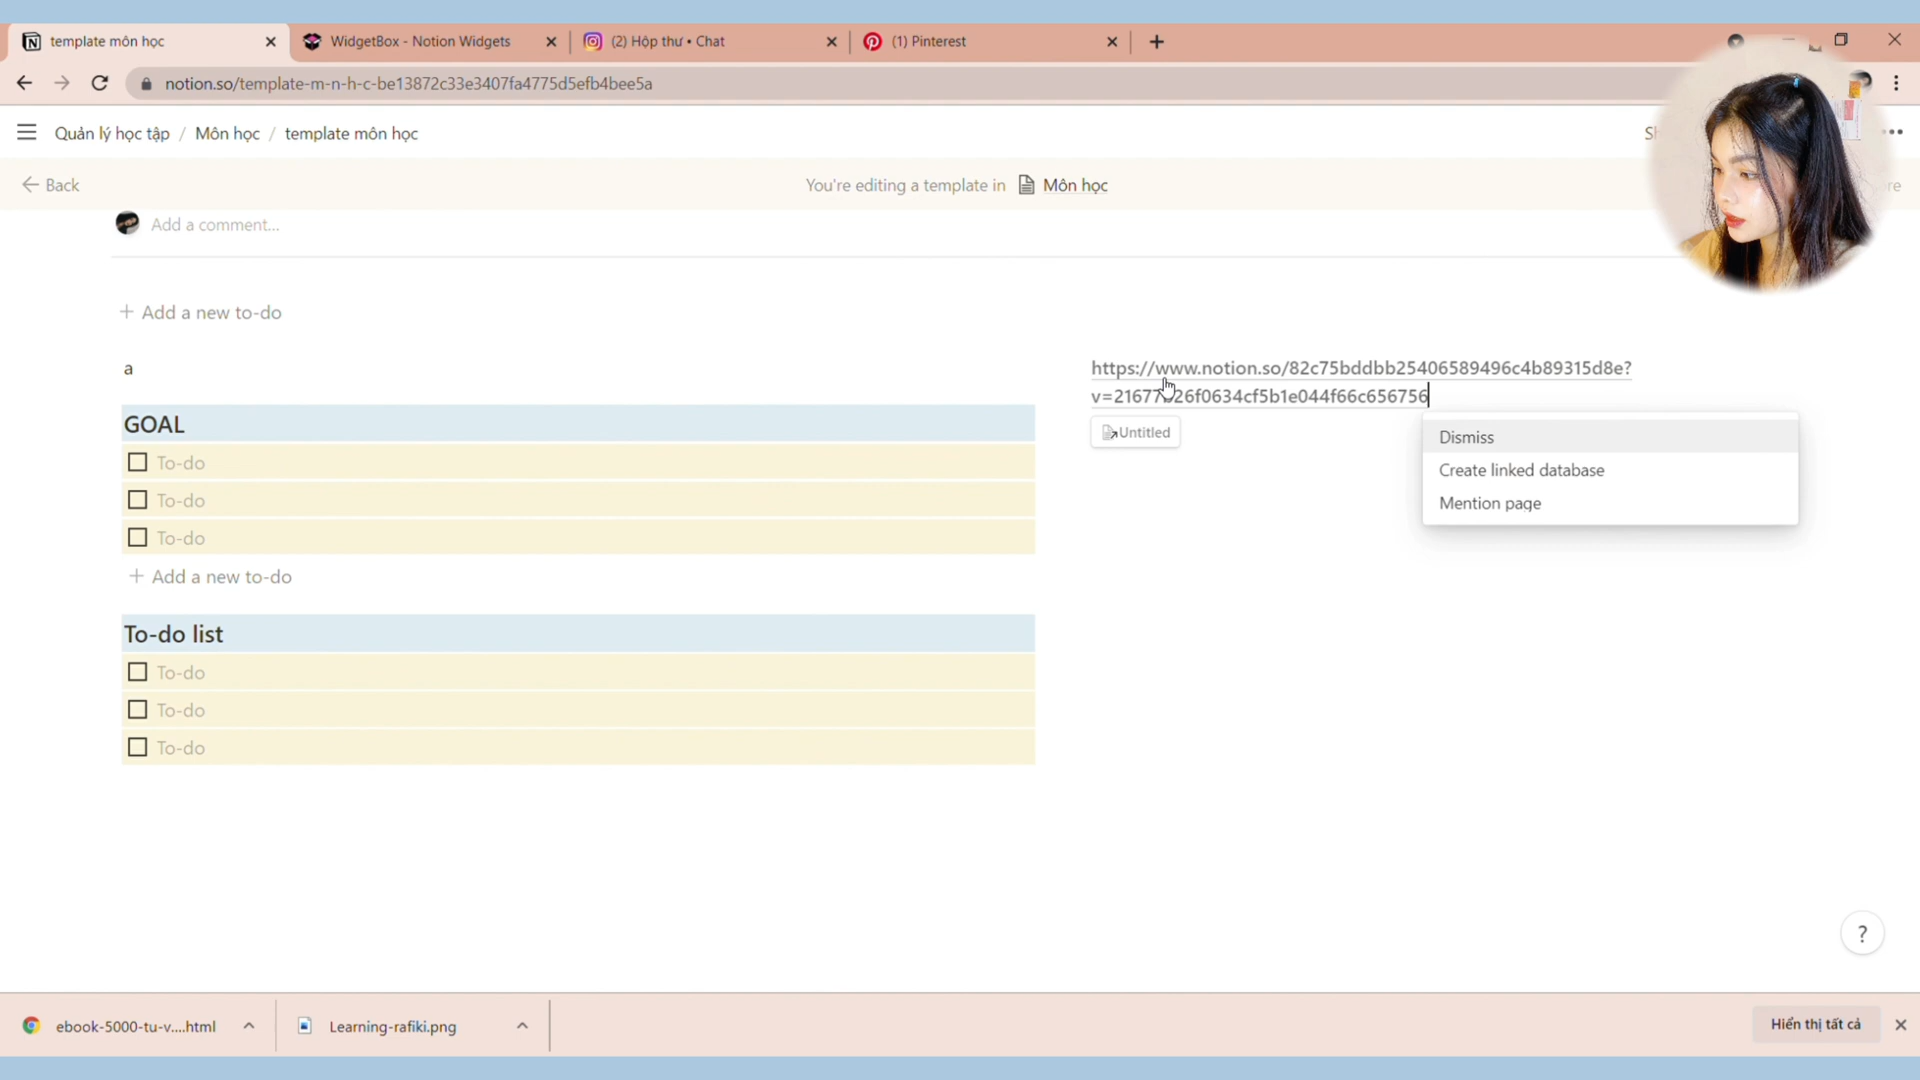 template môn học
WidgetBox - Notion Widgets
(2) Hộp thư • Chat
(1) Pinterest
notion.so/template-m-n-h-c-be13872c33e3407fa4775d5efb4bee5a
Quản lý học tập / Môn học / template môn học
Back
You're editing a template in Môn học
Add a comment...
+ Add a new to-do
a
https://www.notion.so/82c75bddbb25406589496c4b89315d8e?
Untitled
Dismiss
Create linked database
Mention page
GOAL
To-do
To-do
To-do
+ Add a new to-do
To-do list
To-do
To-do
To-do
?
ebook-5000-tu-v....html
Learning-rafiki.png
Hiển thị tất cả